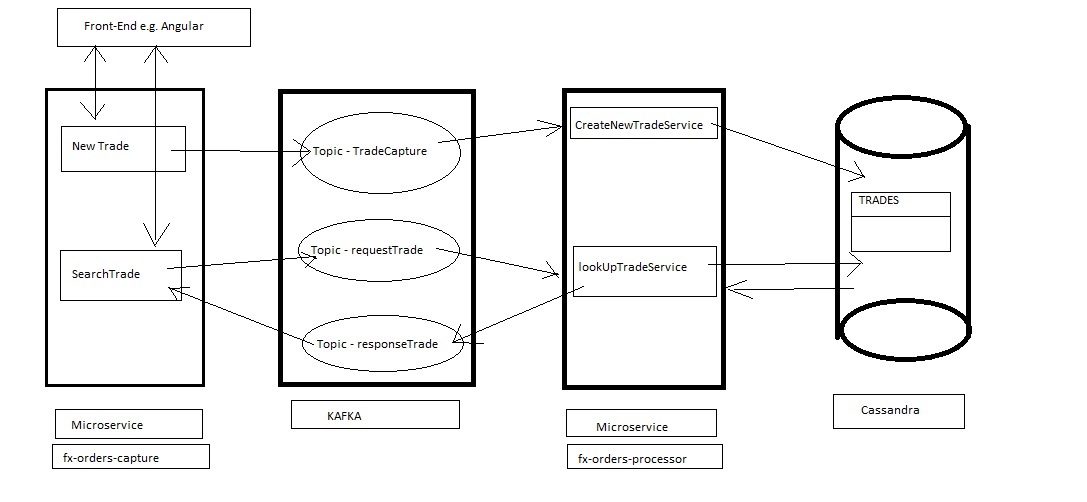 Front-End e.g. Angular
New Trade
SearchTrade
Microservice
fx-orders-capture
Topic - TradeCapture
Topic - requestTrade
Topic - responseTrade
KAFKA
CreateNewTradeService
lookUpTradeService
Microservice
fx-orders-processor
TRADES
Cassandra